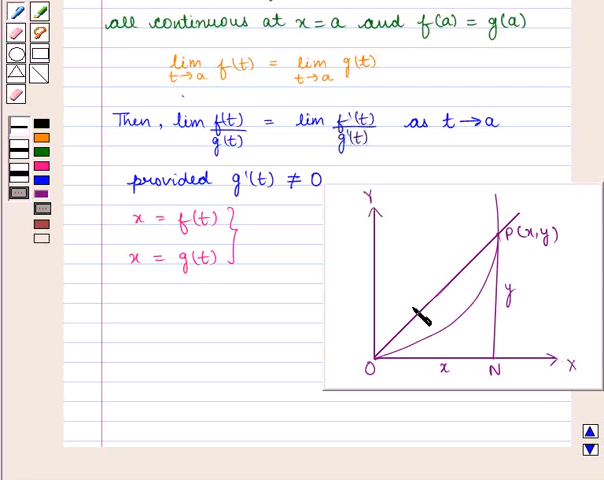 all continuous at x = a and f(a) = g(a)
lim f(t) = lim g(t)
t→a t→a
Then, lim f(t)/g(t) = lim f'(t)/g'(t) as t→a
provided g'(t) ≠ 0
x = f(t) }
x = g(t)
Y
P(x,y)
y
O x N X